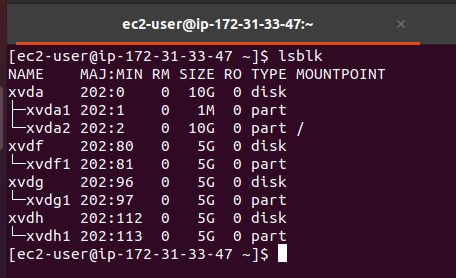 ec2-user@ip-172-31-33-47:~ ×
[ec2-user@ip-172-31-33-47 ~]$ lsblk
NAME    MAJ:MIN RM SIZE RO TYPE MOUNTPOINT
xvda    202:0    0  10G  0 disk
├─xvda1 202:1    0   1M  0 part
└─xvda2 202:2    0  10G  0 part /
xvdf    202:80   0   5G  0 disk
└─xvdf1 202:81   0   5G  0 part
xvdg    202:96   0   5G  0 disk
└─xvdg1 202:97   0   5G  0 part
xvdh    202:112  0   5G  0 disk
└─xvdh1 202:113  0   5G  0 part
[ec2-user@ip-172-31-33-47 ~]$